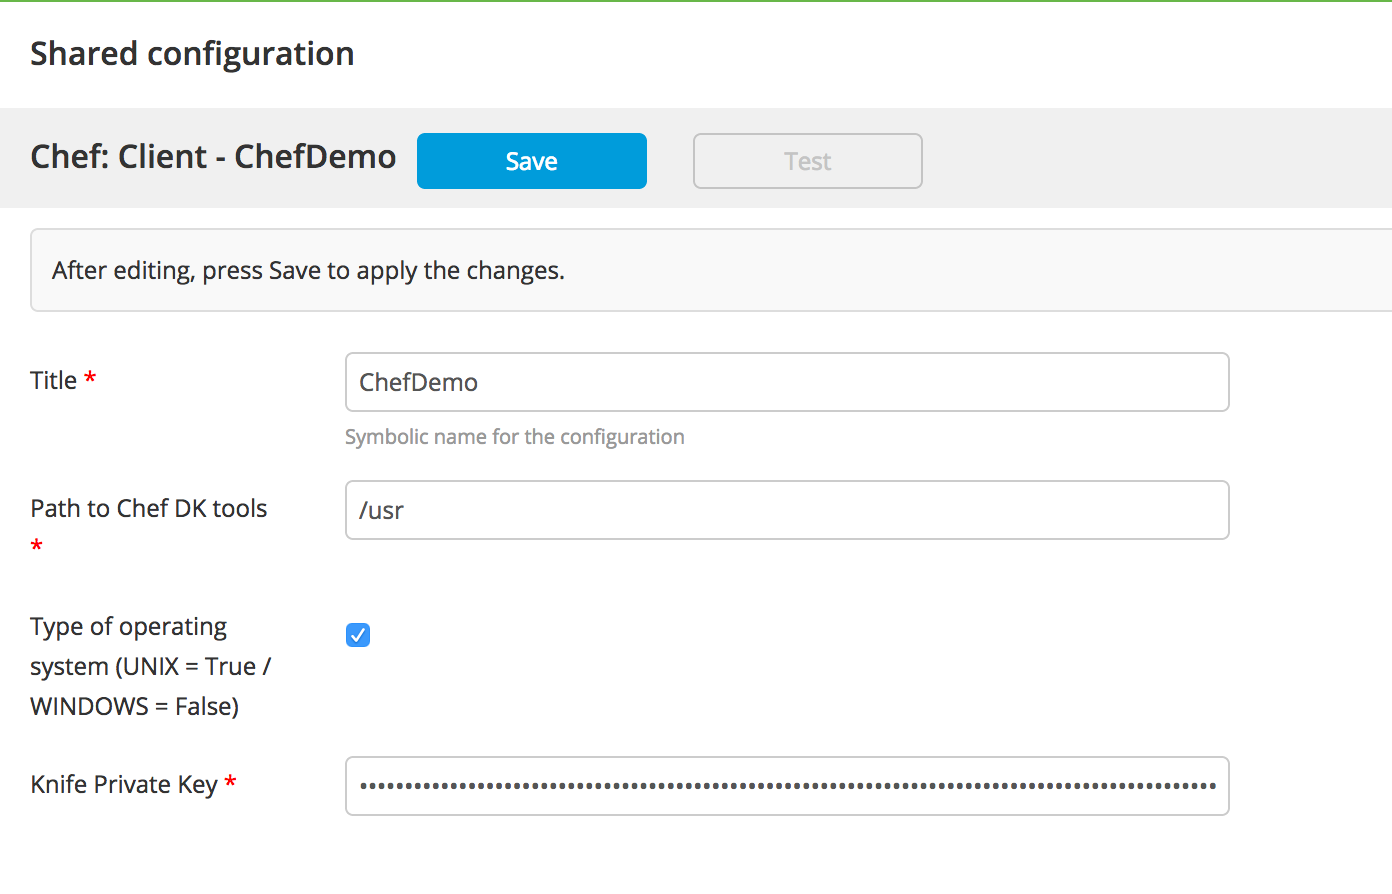 Shared configuration
Chef: Client - ChefDemo
Save
Test
After editing, press Save to apply the changes.
Title *
ChefDemo
Symbolic name for the configuration
Path to Chef DK tools
*
/usr
Type of operating
system (UNIX = True /
WINDOWS = False)
Knife Private Key *